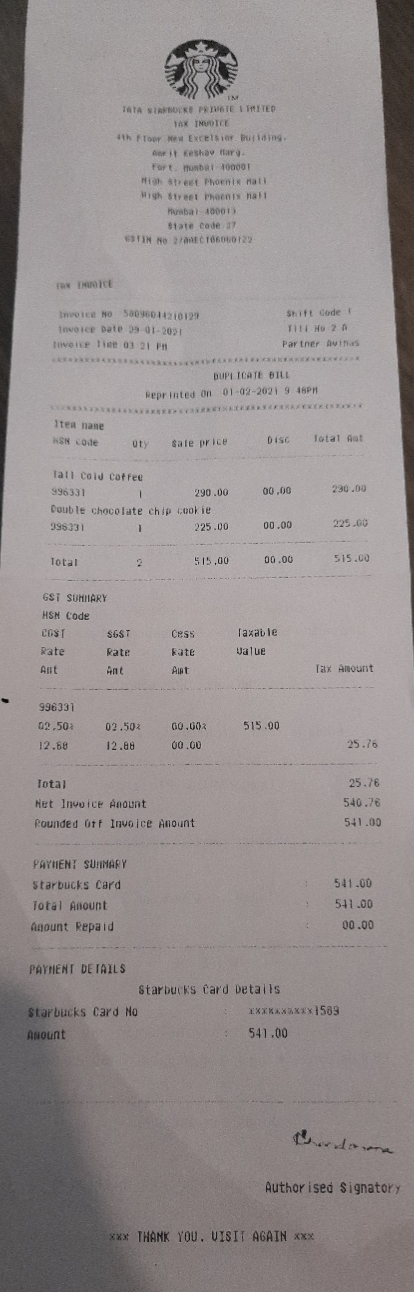 TM
TATA STARBUCKS PRIVATE LIMITED
TAX INVOICE
4th Floor New Excelsior Building.
Amrit Keshav Marg.
Fort. Mumbai-400001
High Street Phoenix Mall
High Street Phoenix Mall
Mumbai-400013
State Code 27
GSTIN No
TAX INVOICE
Invoice No Shift Code 1
Invoice Date 29-01-2021 Till No 2 A
Invoice Time 03 21 PM Partner Avinas
DUPLICATE BILL
Reprinted On 01-02-2021 9 46PM
Item name
HSN code Qty Sale price Disc Total Amt
Tall Cold Coffee
996331 1 290.00 00.00 290.00
Double chocolate chip cookie
996331 1 225.00 00.00 225.00
Total 2 515.00 00.00 515.00
GST SUMMARY
HSN Code
CGST SGST Cess Taxable
Rate Rate Rate Value
Amt Amt Amt Tax Amount
996331
02.50% 02.50% 00.00% 515.00
12.88 12.88 00.00 25.76
Total 25.76
Net Invoice Amount 540.76
Rounded Off Invoice Amount 541.00
PAYMENT SUMMARY
Starbucks Card : 541.00
Total Amount : 541.00
Amount Repaid : 00.00
PAYMENT DETAILS
Starbucks Card Details
Starbucks Card No : xxxxxxxxxx1589
Amount : 541.00
Authorised Signatory
xxx THANK YOU. VISIT AGAIN xxx